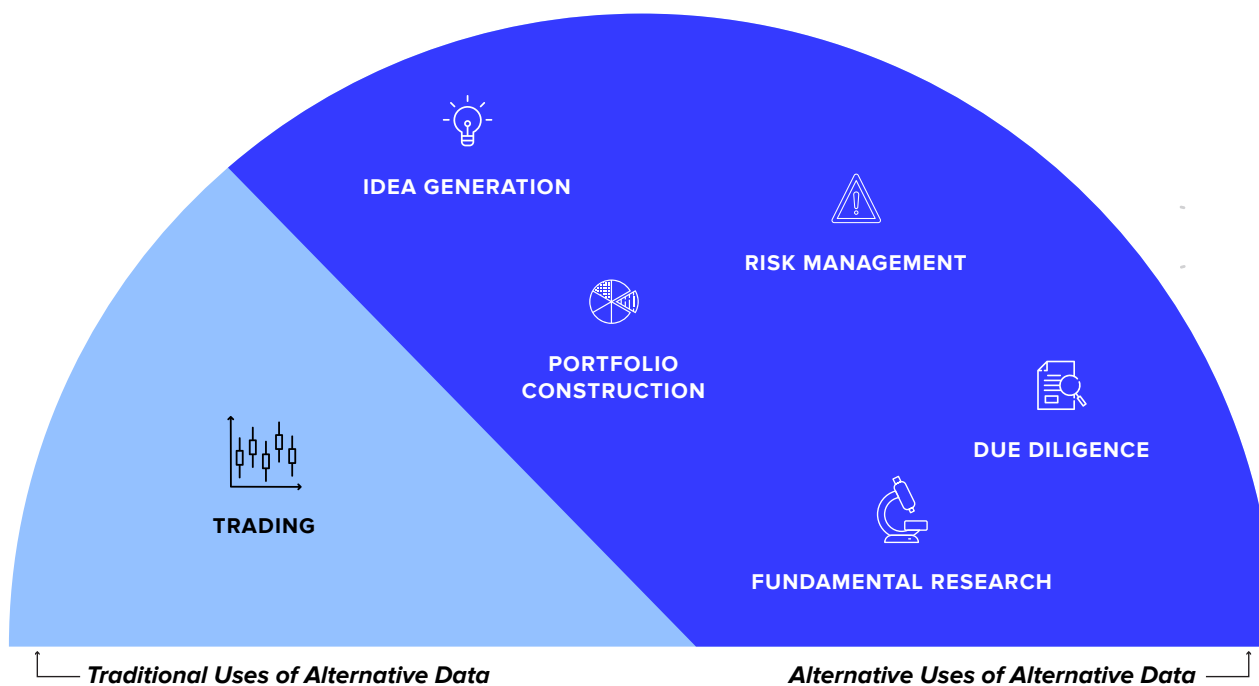 IDEA GENERATION
RISK MANAGEMENT
PORTFOLIO
CONSTRUCTION
DUE DILIGENCE
TRADING
FUNDAMENTAL RESEARCH
Traditional Uses of Alternative Data
Alternative Uses of Alternative Data